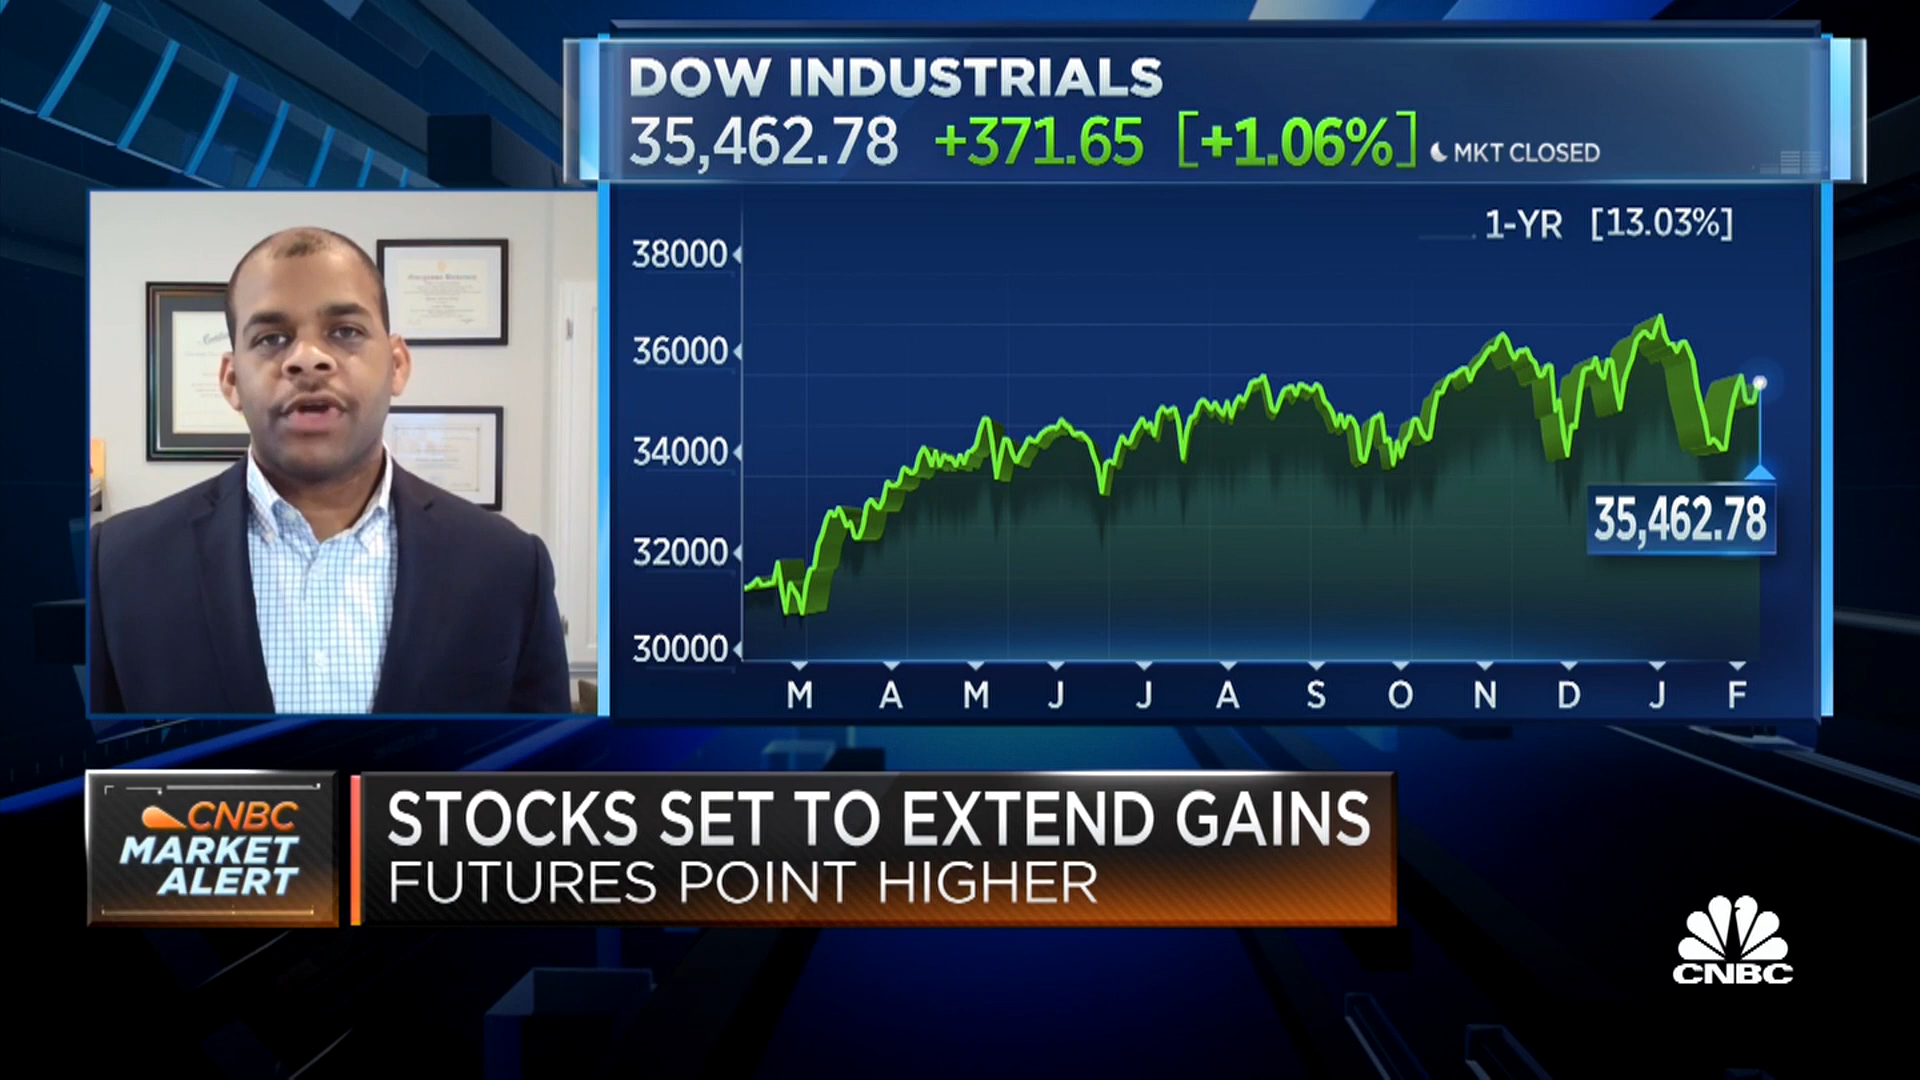 DOW INDUSTRIALS
35,462.78 +371.65 [+1.06%] MKT CLOSED
1-YR [13.03%]
38000
36000
34000
32000
30000
35,462.78
M A M J J A S O N D J F
CNBC
MARKET
ALERT
STOCKS SET TO EXTEND GAINS
FUTURES POINT HIGHER
CNBC